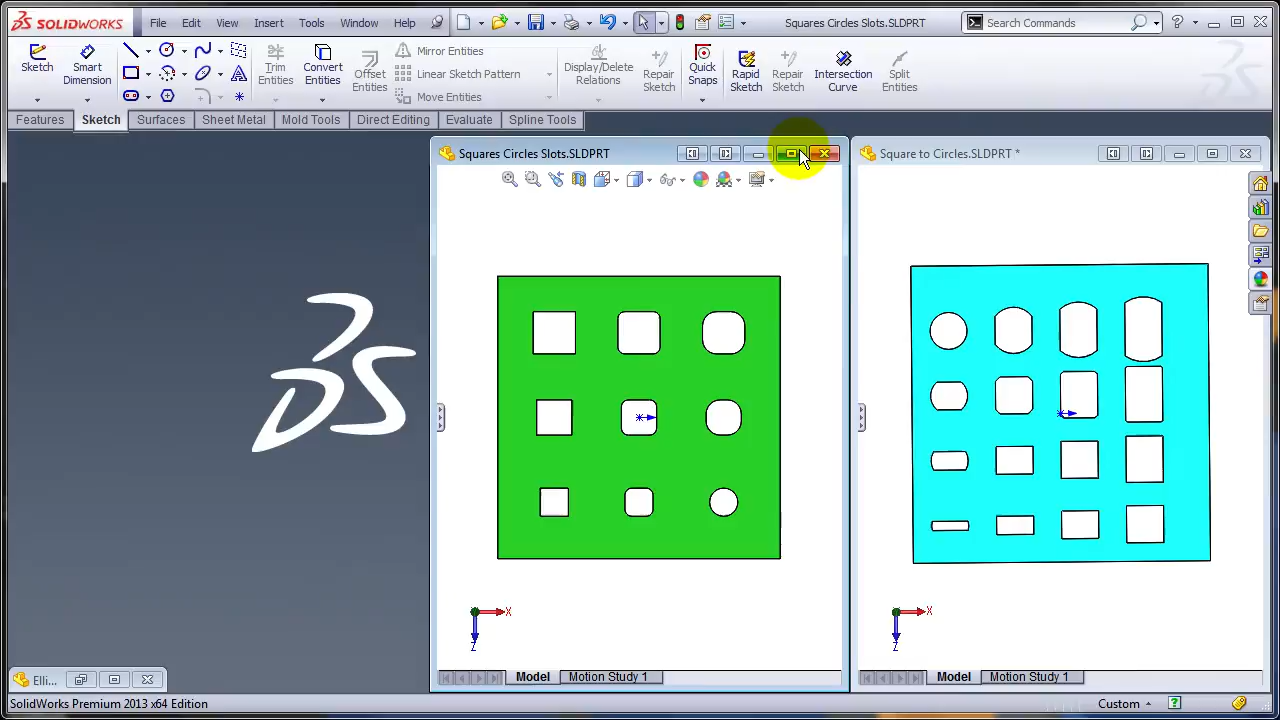 SOLIDWORKS File Edit View Insert Tools Window Help Squares Circles Slots.SLDPRT Search Commands
Sketch Smart Dimension Trim Entities Convert Entities Offset Entities Mirror Entities Linear Sketch Pattern Move Entities Display/Delete Relations Repair Sketch Quick Snaps Rapid Sketch Repair Sketch Intersection Curve Split Entities
Features Sketch Surfaces Sheet Metal Mold Tools Direct Editing Evaluate Spline Tools
Squares Circles Slots.SLDPRT Square to Circles.SLDPRT *
X X
Z Z
Elli... Model Motion Study 1 Model Motion Study 1
SolidWorks Premium 2013 x64 Edition Custom